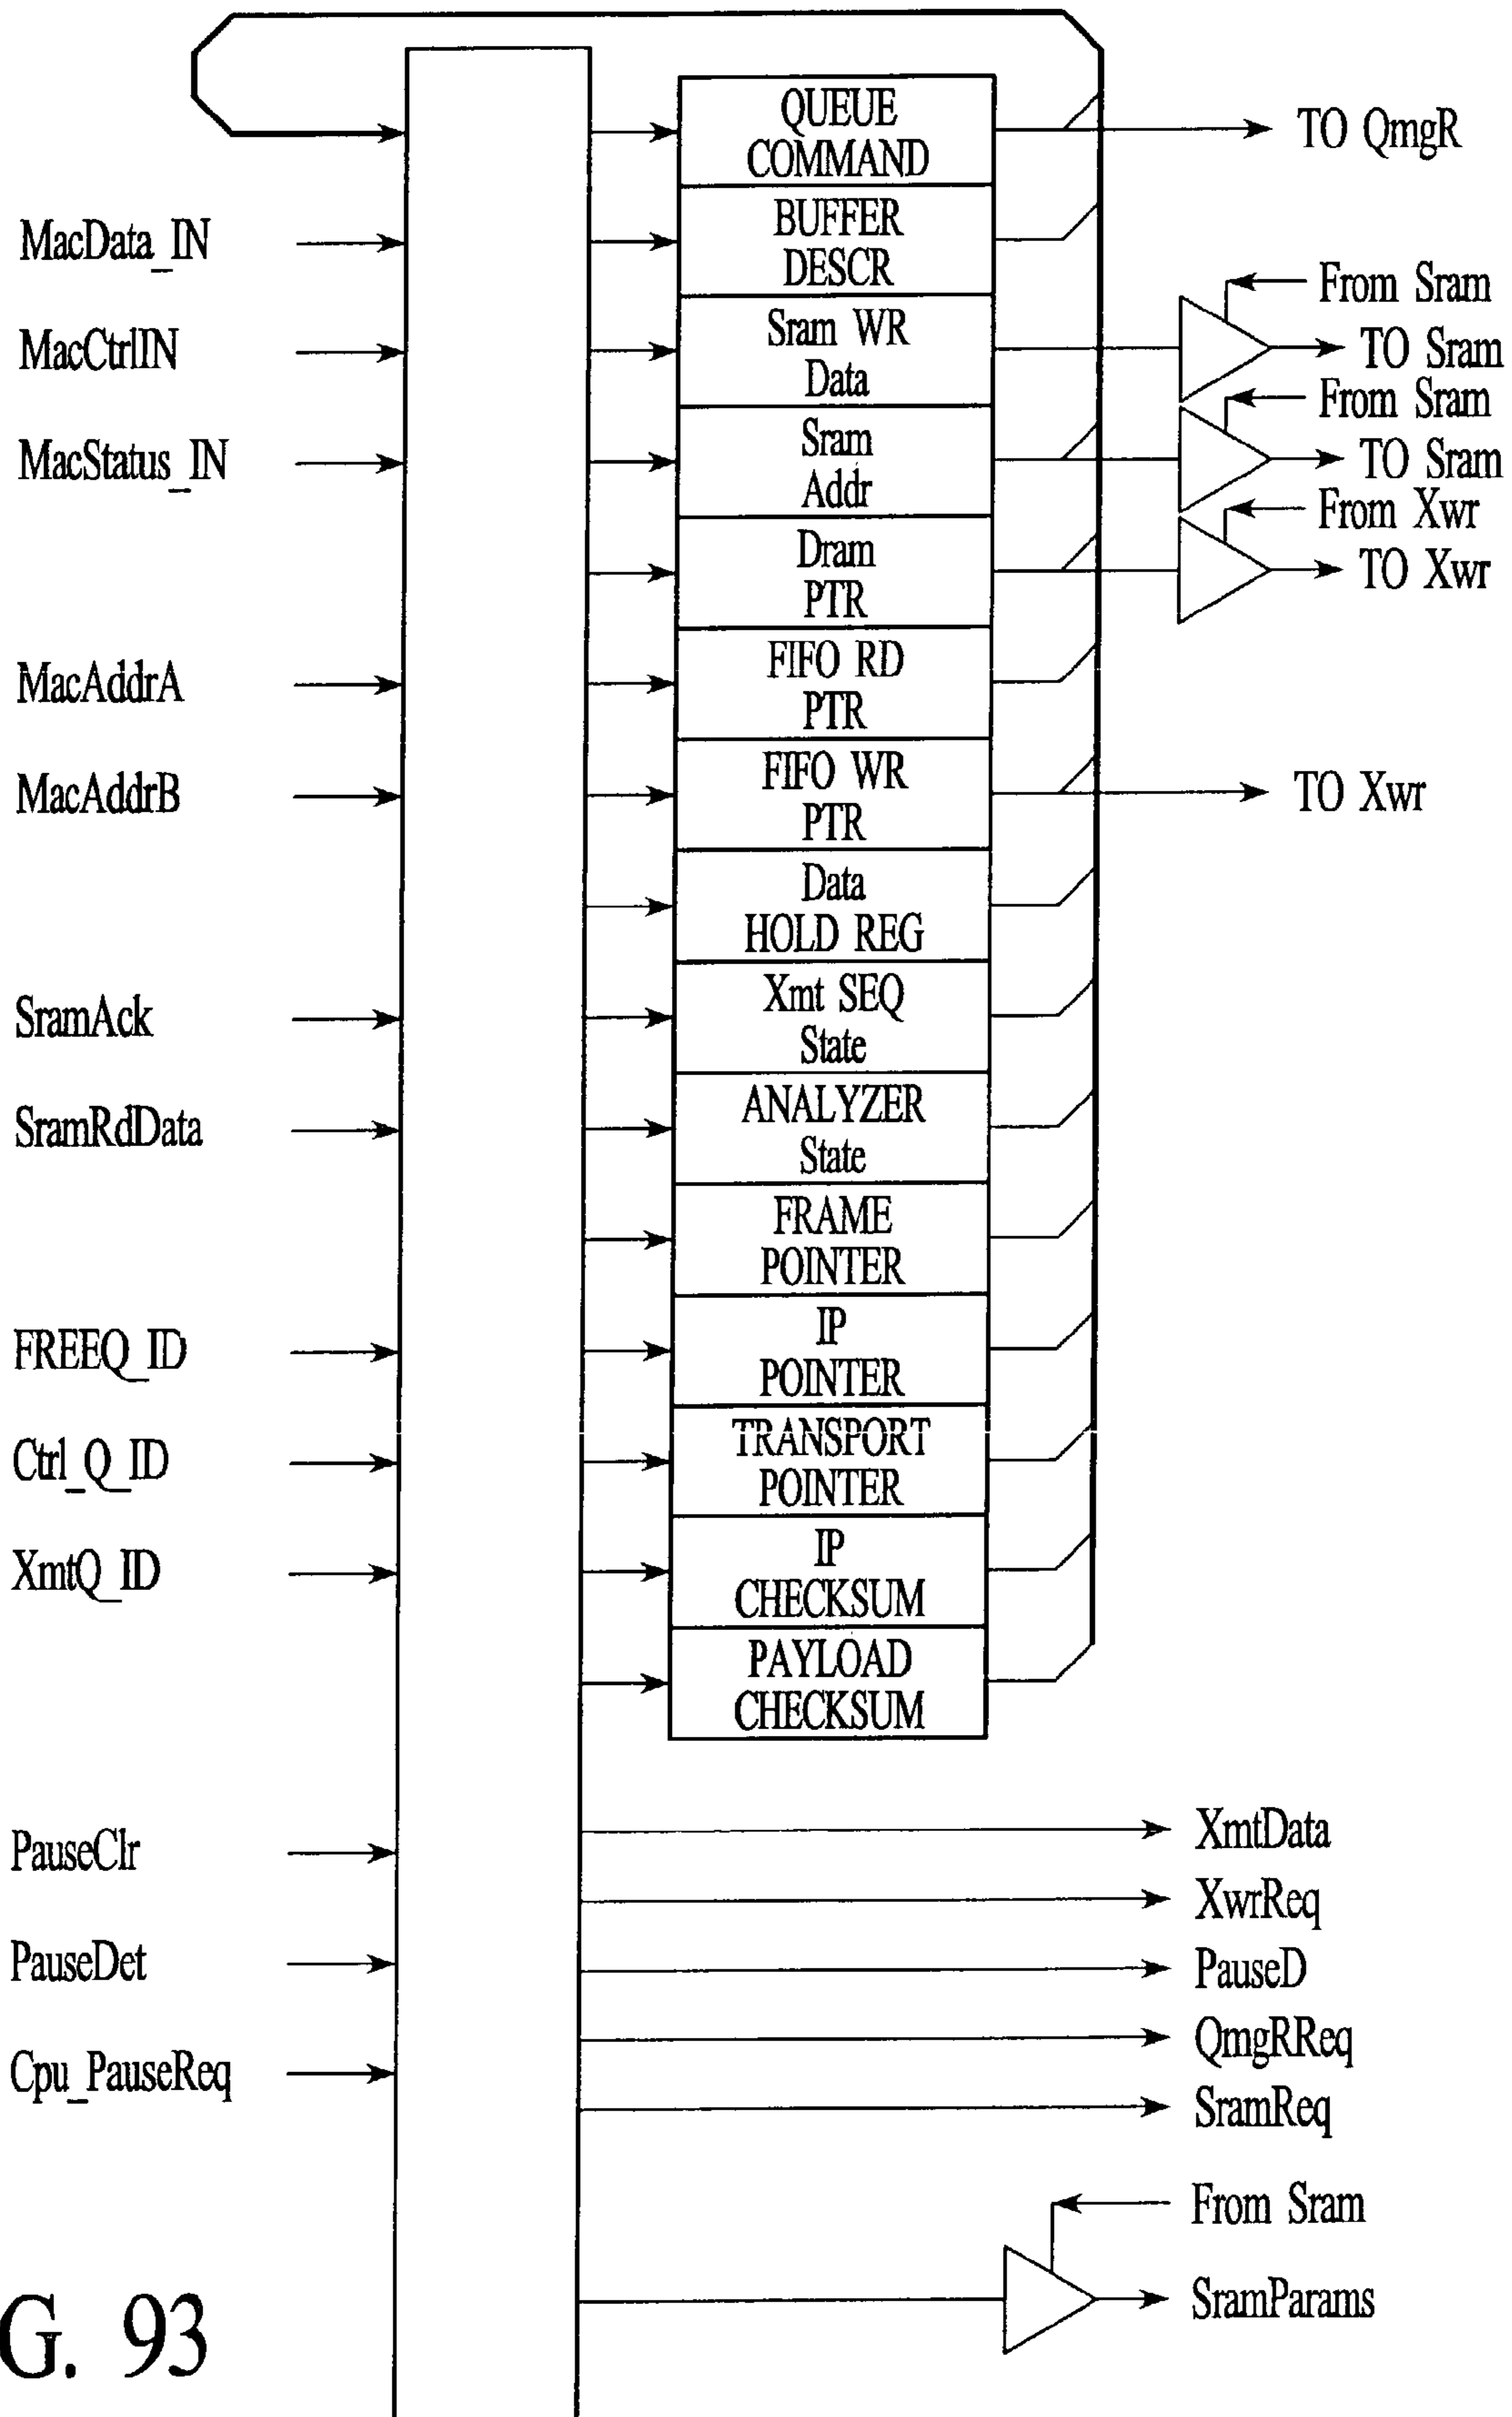 QUEUE
COMMAND
TO QmgR
MacData_IN
BUFFER
DESCR
From Sram
MacCtrlIN
Sram WR
Data
TO Sram
From Sram
MacStatus_IN
Sram
Addr
TO Sram
From Xwr
Dram
PTR
TO Xwr
MacAddrA
FIFO RD
PTR
MacAddrB
FIFO WR
PTR
TO Xwr
Data
HOLD REG
SramAck
Xmt SEQ
State
SramRdData
ANALYZER
State
FRAME
POINTER
FREEQ_ID
IP
POINTER
Ctrl_Q_ID
TRANSPORT
POINTER
XmtQ_ID
IP
CHECKSUM
PAYLOAD
CHECKSUM
PauseClr
XmtData
XwrReq
PauseDet
PauseD
QmgRReq
Cpu_PauseReq
SramReq
From Sram
SramParams
G. 93